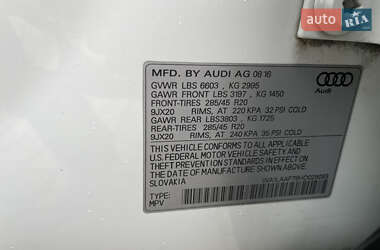 auto.RIA
MFD. BY AUDI AG 08/16
GVWR LBS 6603 , KG 2995
GAWR FRONT LBS 3197 , KG 1450
FRONT-TIRES 285/45 R20
9JX20 RIMS, AT 220 KPA 32 PSI COLD
GAWR REAR LBS3803 , KG 1725
REAR-TIRES 285/45 R20
9JX20 RIMS, AT 240 KPA 35 PSI COLD
Audi
THIS VEHICLE CONFORMS TO ALL APPLICABLE
U.S. FEDERAL MOTOR VEHICLE SAFETY AND
THEFT PREVENTION STANDARDS IN EFFECT ON
THE DATE OF MANUFACTURE SHOWN ABOVE.
SLOVAKIA
TYPE:
MPV